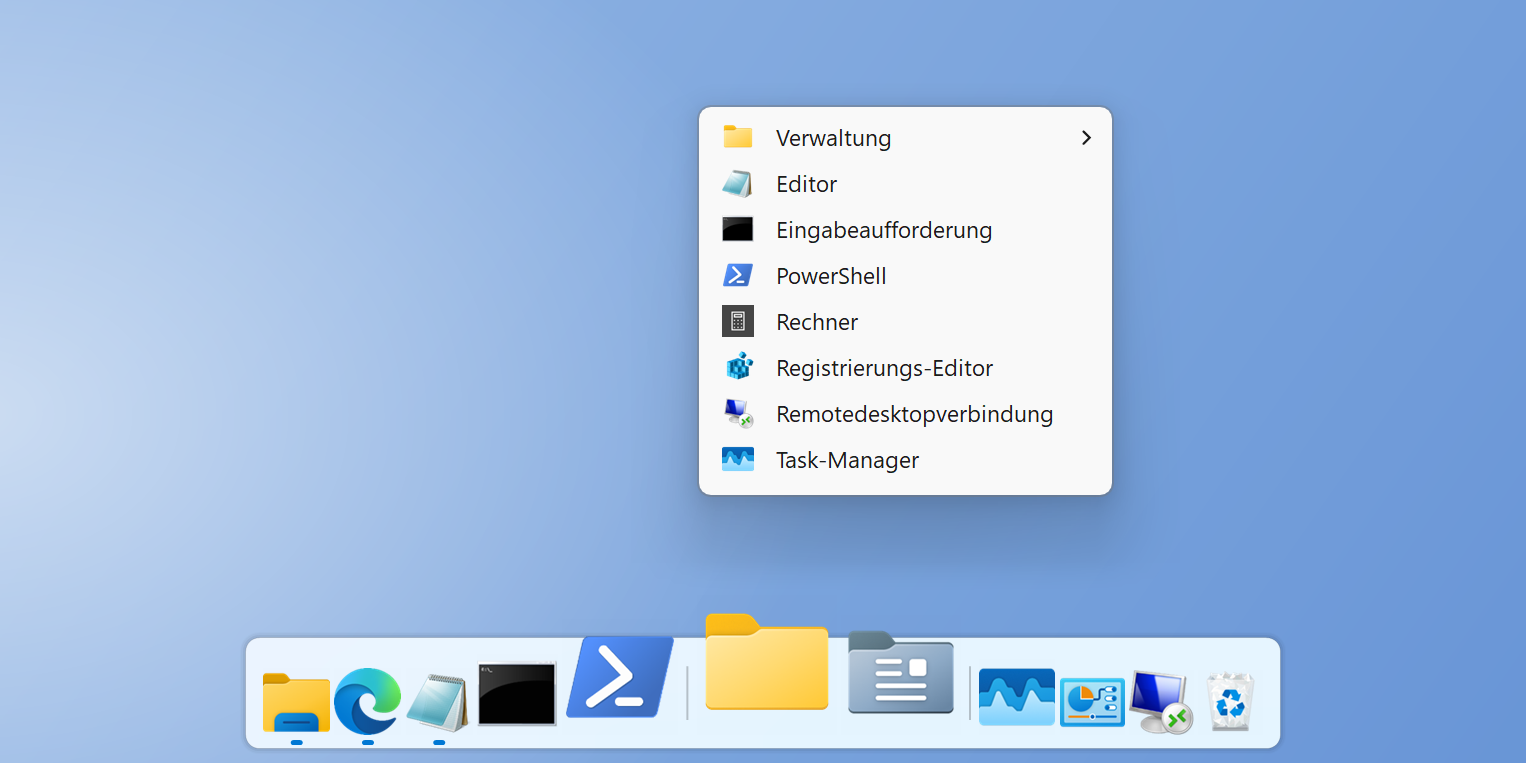 Verwaltung
Editor
Eingabeaufforderung
PowerShell
Rechner
Registrierungs-Editor
Remotedesktopverbindung
Task-Manager